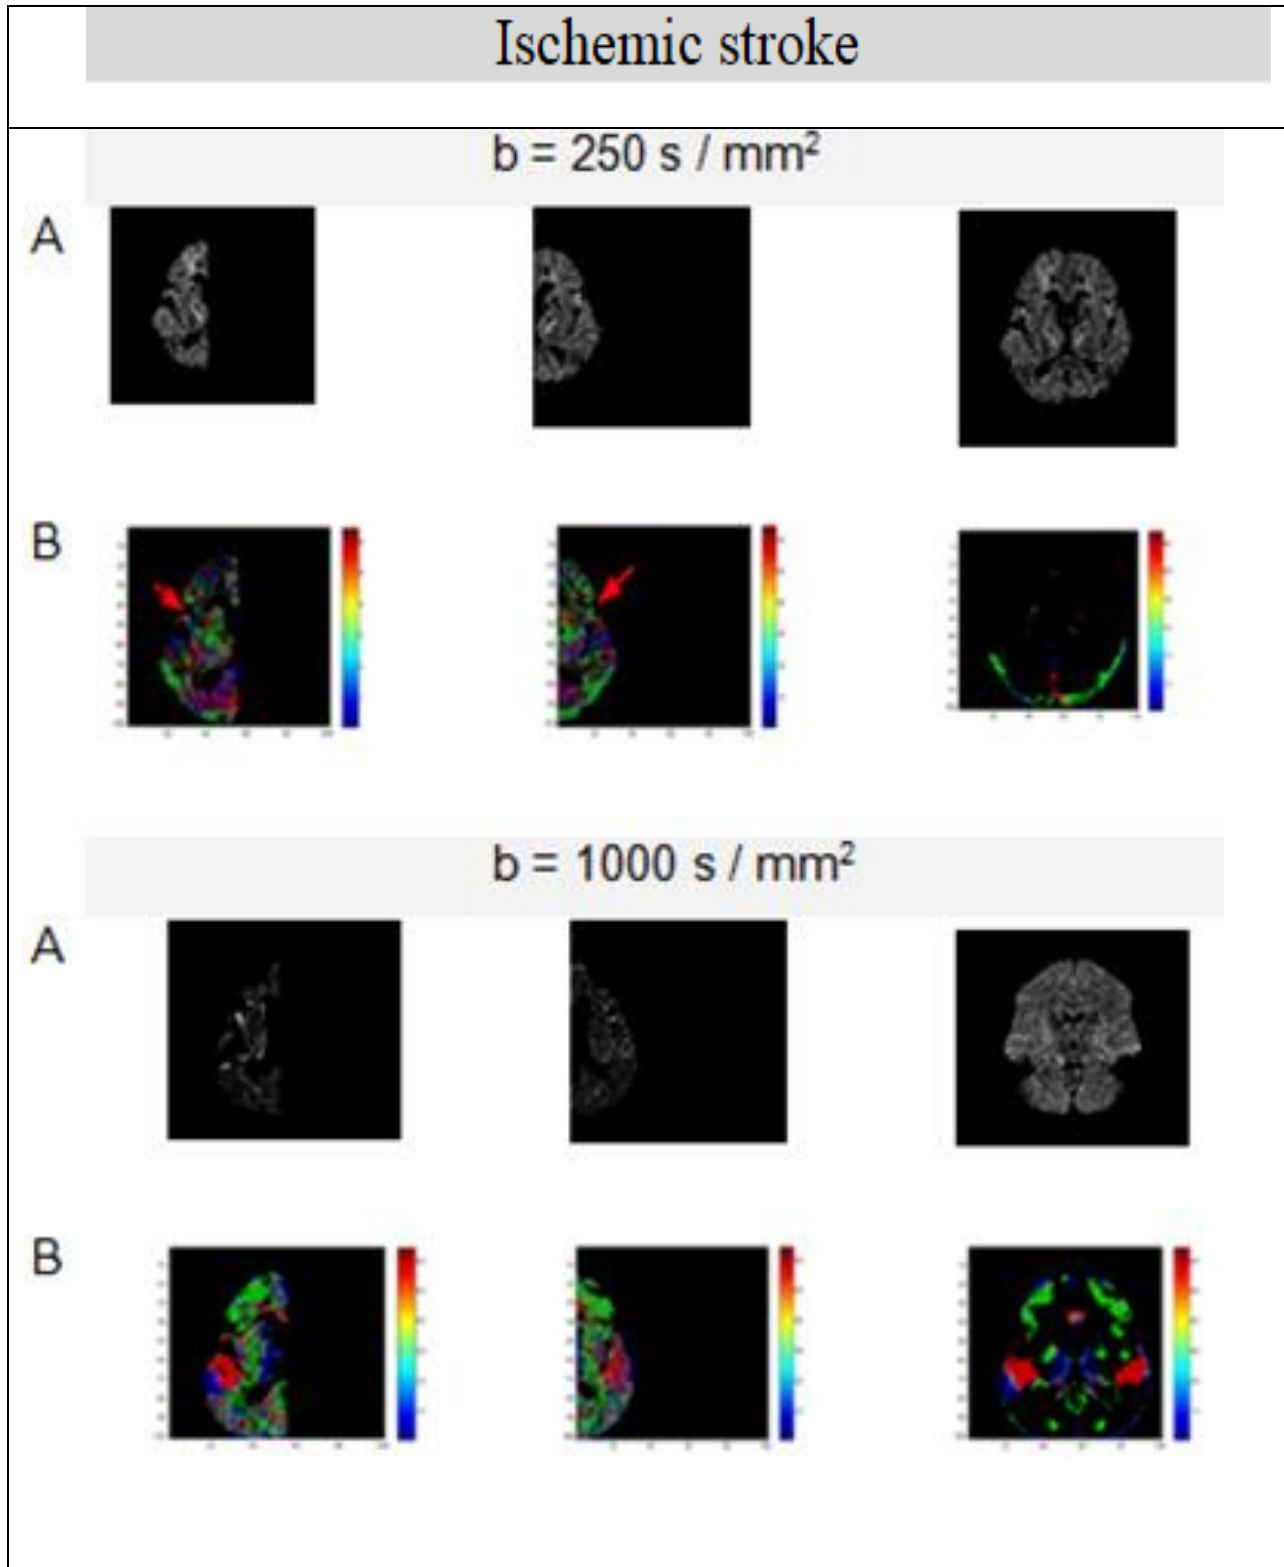 Ischemic stroke
b = 250 s / mm²
A
B
b = 1000 s / mm²
A
B